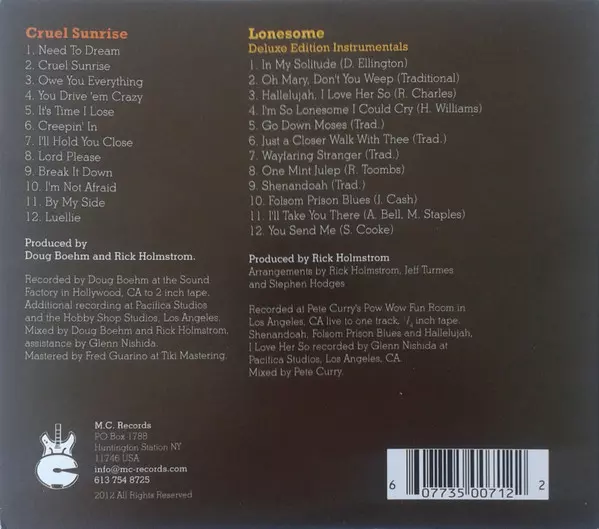 Cruel Sunrise
1. Need To Dream
2. Cruel Sunrise
3. Owe You Everything
4. You Drive 'em Crazy
5. It's Time I Lose
6. Creepin' In
7. I'll Hold You Close
8. Lord Please
9. Break It Down
10. I'm Not Afraid
11. By My Side
12. Luellie
Produced by
Doug Boehm and Rick Holmstrom.
Recorded by Doug Boehm at the Sound
Factory in Hollywood, CA to 2 inch tape.
Additional recording at Pacifica Studios
and the Hobby Shop Studios, Los Angeles.
Mixed by Doug Boehm and Rick Holmstrom,
assistance by Glenn Nishida.
Mastered by Fred Guarino at Tiki Mastering.
Lonesome
Deluxe Edition Instrumentals
1. In My Solitude (D. Ellington)
2. Oh Mary, Don't You Weep (Traditional)
3. Hallelujah, I Love Her So (R. Charles)
4. I'm So Lonesome I Could Cry (H. Williams)
5. Go Down Moses (Trad.)
6. Just a Closer Walk With Thee (Trad.)
7. Wayfaring Stranger (Trad.)
8. One Mint Julep (R. Toombs)
9. Shenandoah (Trad.)
10. Folsom Prison Blues (J. Cash)
11. I'll Take You There (A. Bell, M. Staples)
12. You Send Me (S. Cooke)
Produced by Rick Holmstrom
Arrangements by Rick Holmstrom, Jeff Turmes
and Stephen Hodges
Recorded at Pete Curry's Pow Wow Fun Room in
Los Angeles, CA live to one track, inch tape.
Shenandoah, Folsom Prison Blues and Hallelujah,
I Love Her So recorded by Glenn Nishida at
Pacifica Studios, Los Angeles, CA.
Mixed by Pete Curry.
M.C. Records
PO Box 1788
Huntington Station NY
11746 USA
info@mc-records.com
613 754 8725
2012 All Rights Reserved
6 07735 00712 2